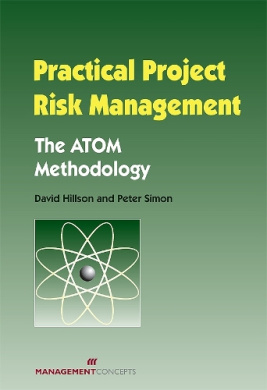 Practical Project
Risk Management
The ATOM
Methodology
David Hillson and Peter Simon
MANAGEMENTCONCEPTS